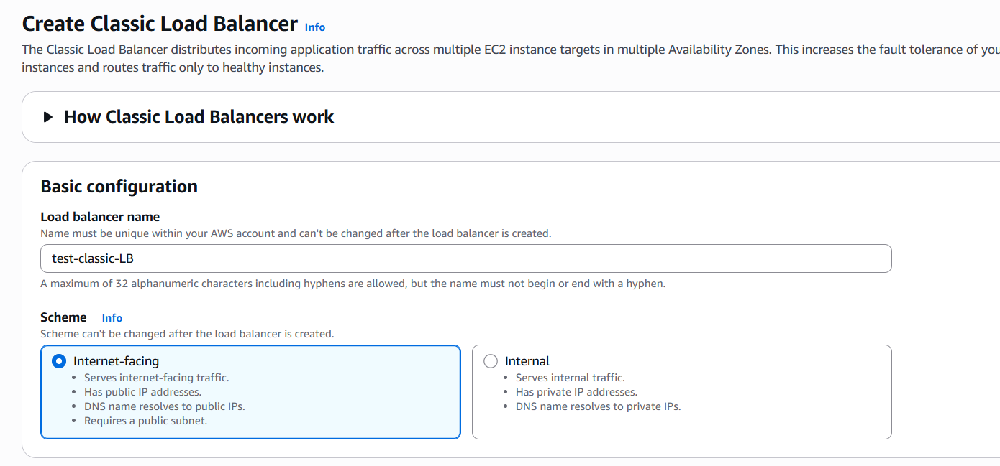 Create Classic Load Balancer Info
The Classic Load Balancer distributes incoming application traffic across multiple EC2 instance targets in multiple Availability Zones. This increases the fault tolerance of
instances and routes traffic only to healthy instances.
How Classic Load Balancers work
Basic configuration
Load balancer name
Name must be unique within your AWS account and can't be changed after the load balancer is created.
test-classic-LB
A maximum of 32 alphanumeric characters including hyphens are allowed, but the name must not begin or end with a hyphen.
Scheme Info
Scheme can't be changed after the load balancer is created.
Internet-facing
• Serves internet-facing traffic.
• Has public IP addresses.
• DNS name resolves to public IPs.
• Requires a public subnet.
Internal
• Serves internal traffic.
• Has private IP addresses.
• DNS name resolves to private IPs.